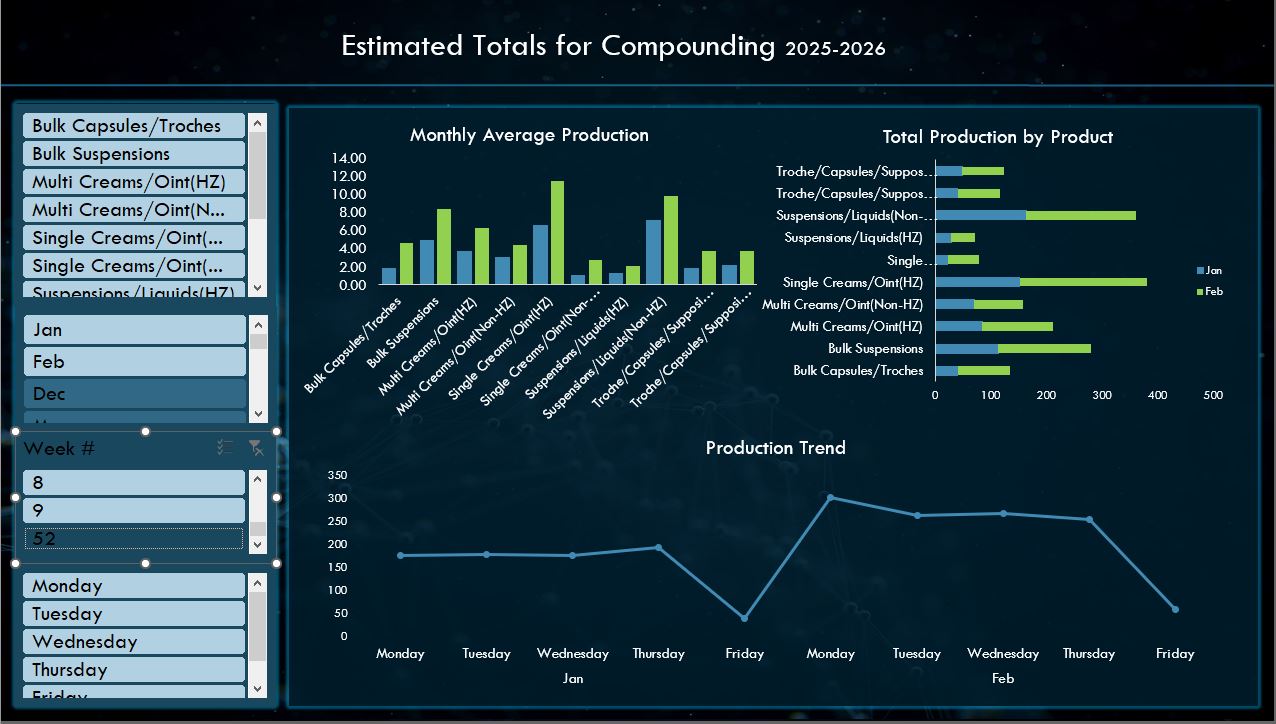 Estimated Totals for Compounding 2025-2026
Bulk Capsules/Troches
Bulk Suspensions
Multi Creams/Oint(HZ)
Multi Creams/Oint(N...
Single Creams/Oint(...
Single Creams/Oint(...
Suspensions/Liquids(HZ)
Jan
Feb
Dec
Week #
8
9
52
Monday
Tuesday
Wednesday
Thursday
Friday
Monthly Average Production
14.00
12.00
10.00
8.00
6.00
4.00
2.00
0.00
Bulk Capsules/Troches
Bulk Suspensions
Multi Creams/Oint(HZ)
Multi Creams/Oint(Non-HZ)
Single Creams/Oint(HZ)
Single Creams/Oint(Non-...
Suspensions/Liquids(HZ)
Suspensions/Liquids(Non-HZ)
Troche/Capsules/Supposi...
Troche/Capsules/Supposi...
Total Production by Product
Troche/Capsules/Suppos...
Troche/Capsules/Suppos...
Suspensions/Liquids(Non-...
Suspensions/Liquids(HZ)
Single...
Single Creams/Oint(HZ)
Multi Creams/Oint(Non-HZ)
Multi Creams/Oint(HZ)
Bulk Suspensions
Bulk Capsules/Troches
0 100 200 300 400 500
Jan
Feb
Production Trend
350
300
250
200
150
100
50
0
Monday Tuesday Wednesday Thursday Friday Monday Tuesday Wednesday Thursday Friday
Jan Feb